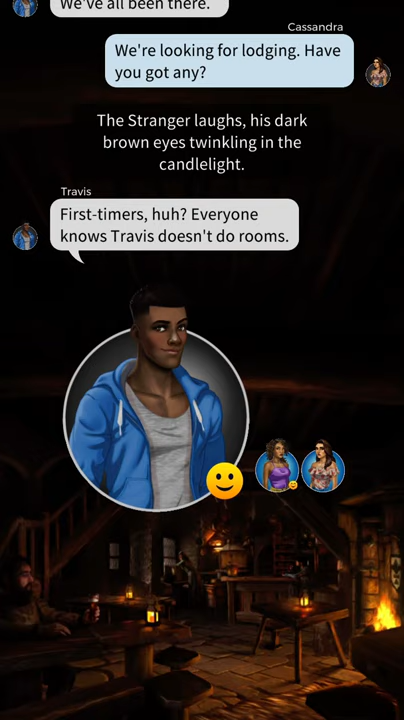 We've all been there.
Cassandra
We're looking for lodging. Have
you got any?
The Stranger laughs, his dark
brown eyes twinkling in the
candlelight.
Travis
First-timers, huh? Everyone
knows Travis doesn't do rooms.